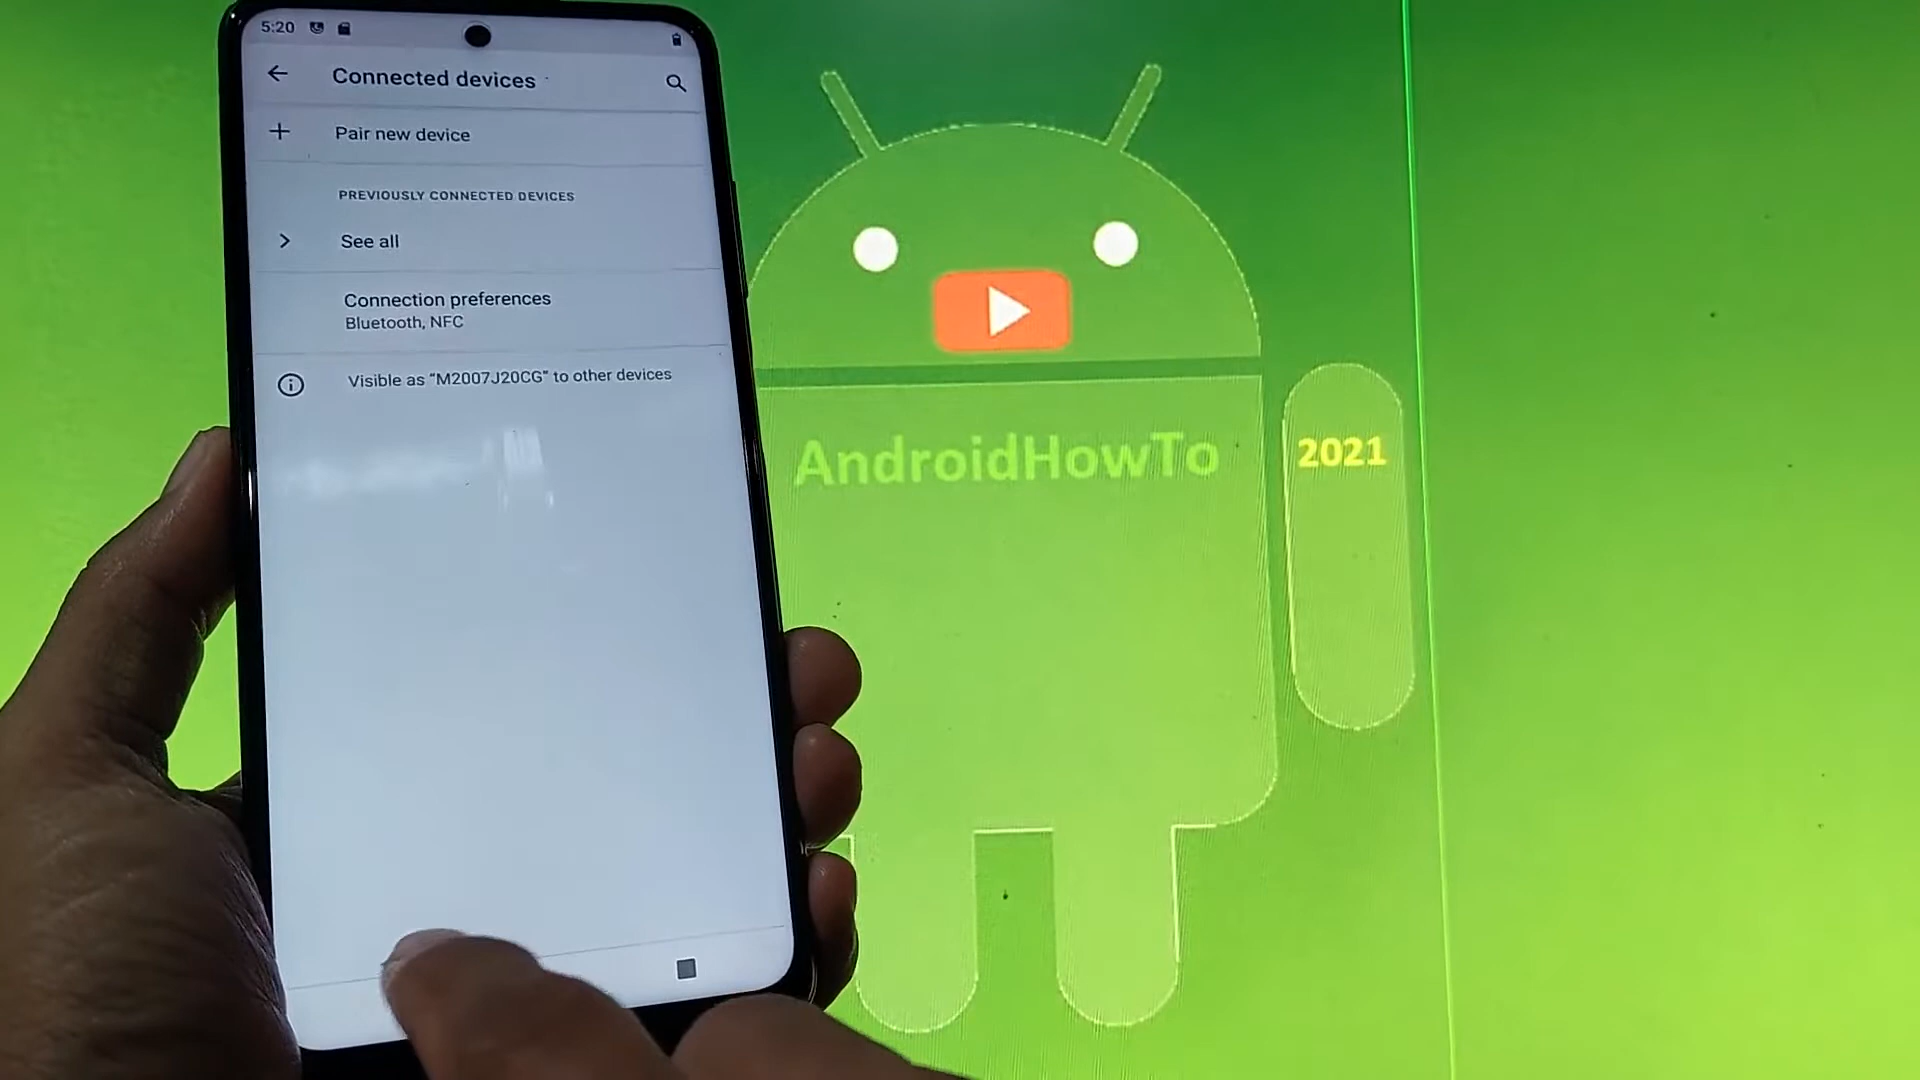 5:20
Connected devices
Pair new device
PREVIOUSLY CONNECTED DEVICES
See all
Connection preferences
Bluetooth, NFC
Visible as “M2007J20CG” to other devices
AndroidHowTo
2021